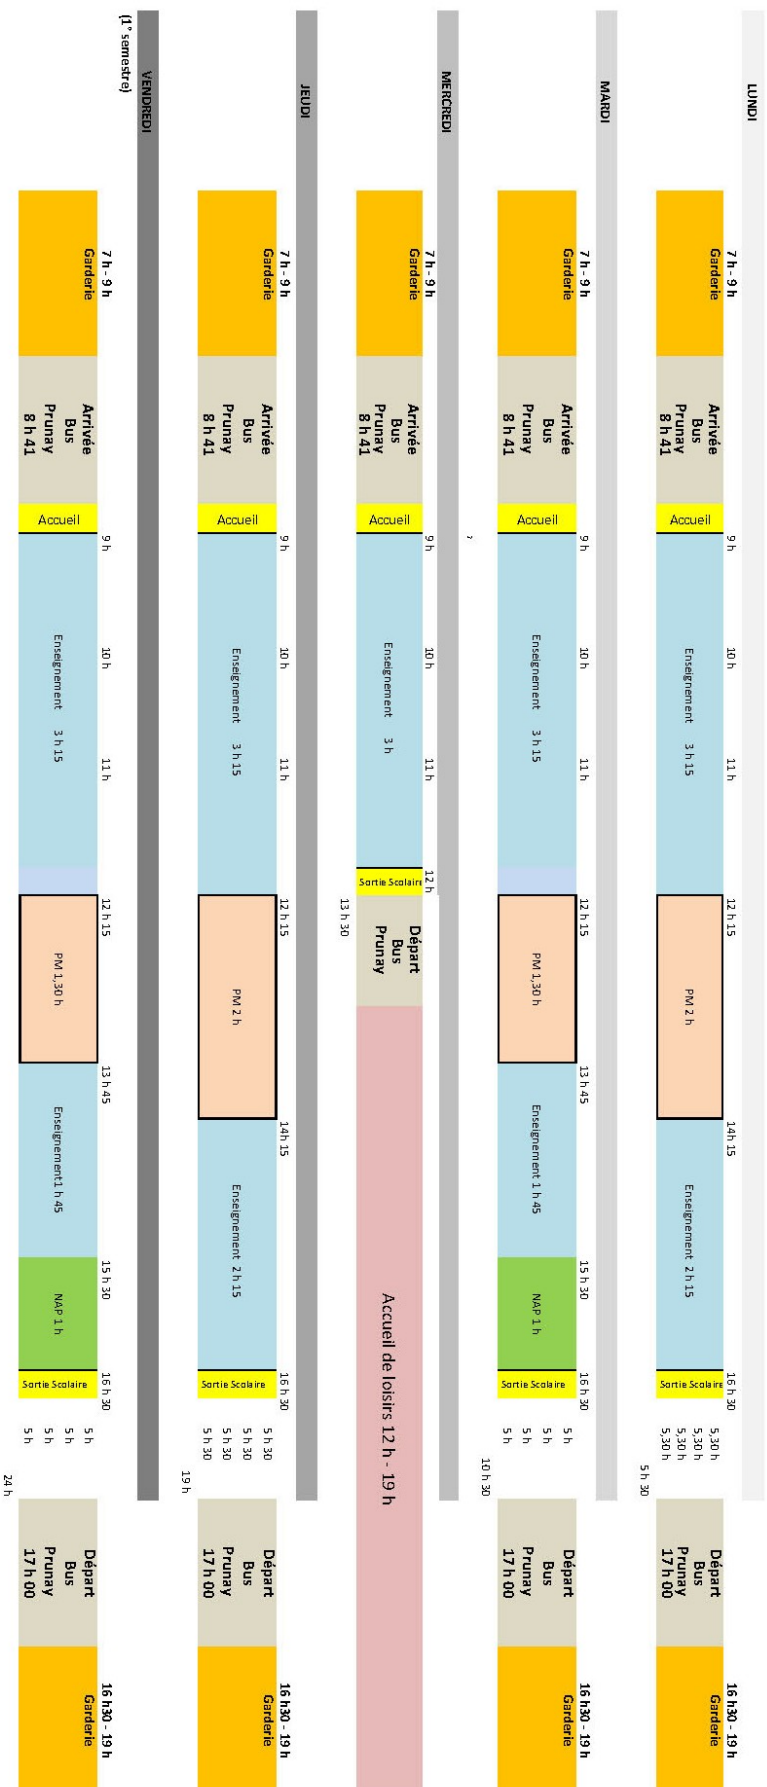 LUNDI
7 h - 9 h
Garderie
Arrivée
Bus
Prunay
8 h 41
Accueil
9 h
10 h
11 h
Enseignement 3 h 15
12 h 15
PM 2 h
14h 15
Enseignement 2 h 15
16 h 30
Sortie Scolaire
5,30 h
5,30 h
5,30 h
5,30 h
5 h 30
Départ
Bus
Prunay
17 h 00
16 h30 - 19 h
Garderie
MARDI
7 h - 9 h
Garderie
Arrivée
Bus
Prunay
8 h 41
Accueil
9 h
10 h
11 h
Enseignement 3 h 15
12 h 15
PM 1,30 h
13 h 45
Enseignement 1 h 45
15 h 30
NAP 1 h
16 h 30
Sortie Scolaire
5 h
5 h
5 h
5 h
10 h 30
Départ
Bus
Prunay
17 h 00
16 h30 - 19 h
Garderie
MERCREDI
7 h - 9 h
Garderie
Arrivée
Bus
Prunay
8 h 41
Accueil
9 h
10 h
11 h
Enseignement 3 h
12 h
Sortie Scolaire
Départ
Bus
Prunay
13 h 30
Accueil de loisirs 12 h - 19 h
JEUDI
7 h - 9 h
Garderie
Arrivée
Bus
Prunay
8 h 41
Accueil
9 h
10 h
11 h
Enseignement 3 h 15
12 h 15
PM 2 h
14h 15
Enseignement 2 h 15
16 h 30
Sortie Scolaire
5 h 30
5 h 30
5 h 30
5 h 30
19 h
Départ
Bus
Prunay
17 h 00
16 h30 - 19 h
Garderie
VENDREDI
(1° semestre)
7 h - 9 h
Garderie
Arrivée
Bus
Prunay
8 h 41
Accueil
9 h
10 h
11 h
Enseignement 3 h 15
12 h 15
PM 1,30 h
13 h 45
Enseignement1 h 45
15 h 30
NAP 1 h
16 h 30
Sortie Scolaire
5 h
5 h
5 h
5 h
24 h
Départ
Bus
Prunay
17 h 00
16 h30 - 19 h
Garderie